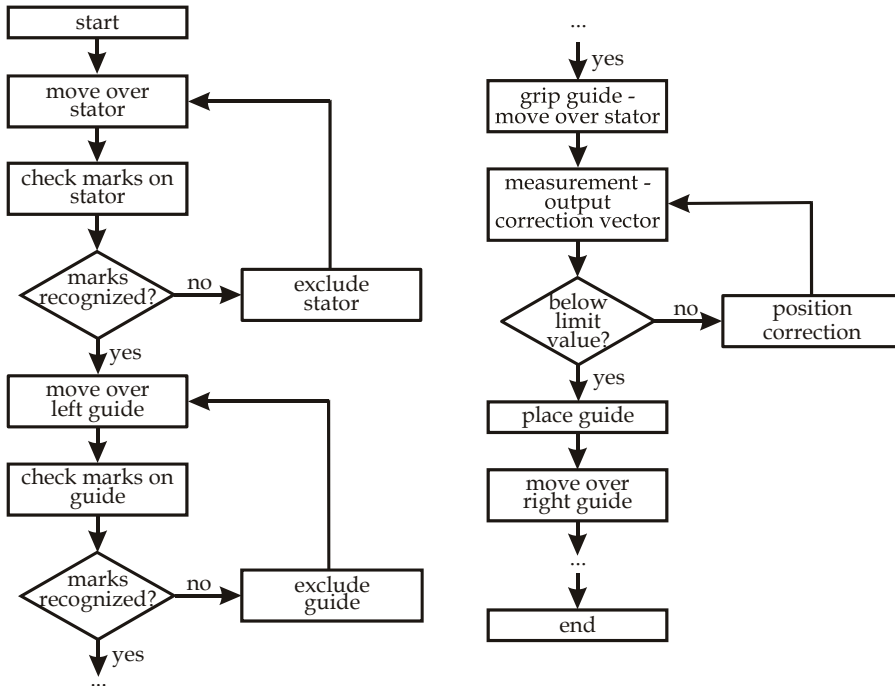 start
move over
stator
check marks on
stator
marks
recognized?
no
exclude
stator
yes
move over
left guide
check marks on
guide
marks
recognized?
no
exclude
guide
yes
...
...
yes
grip guide -
move over stator
measurement -
output
correction vector
below
limit
value?
no
position
correction
yes
place guide
move over
right guide
...
end